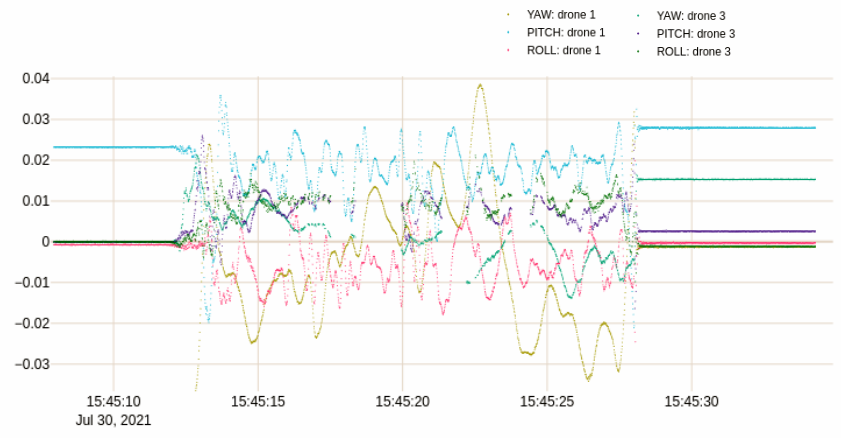 YAW: drone 1 YAW: drone 3
PITCH: drone 1 PITCH: drone 3
ROLL: drone 1 ROLL: drone 3
0.04
0.03
0.02
0.01
0
−0.01
−0.02
−0.03
15:45:10 15:45:15 15:45:20 15:45:25 15:45:30
Jul 30, 2021